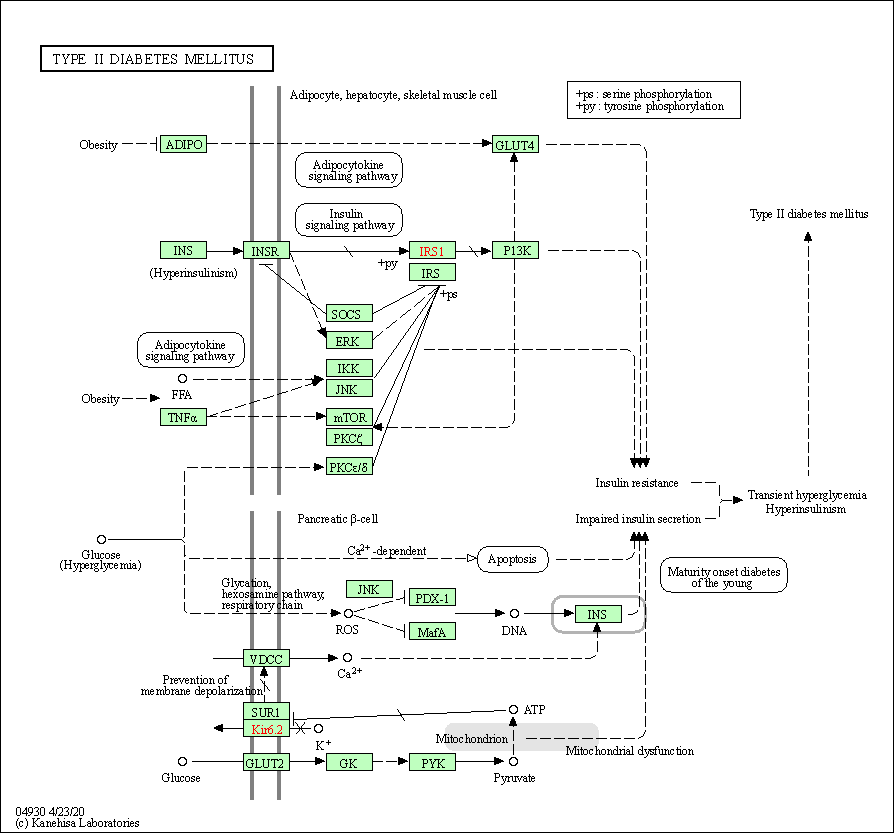 TYPE II DIABETES MELLITUS
Adipocyte, hepatocyte, skeletal muscle cell
+ps : serine phosphorylation
+py : tyrosine phosphorylation
Obesity
ADIPO
GLUT4
Adipocytokine
signaling pathway
Insulin
signaling pathway
Type II diabetes mellitus
INS
INSR
IRS1
PI3K
+py
(Hyperinsulinism)
IRS
+ps
SOCS
ERK
Adipocytokine
signaling pathway
IKK
FFA
JNK
Obesity
TNFα
mTOR
PKCζ
PKCε/δ
Insulin resistance
Transient hyperglycemia
Hyperinsulinism
Pancreatic β-cell
Impaired insulin secretion
Glucose
(Hyperglycemia)
Ca2+ -dependent
Apoptosis
Maturity onset diabetes
of the young
Glycation,
hexosamine pathway,
respiratory chain
JNK
PDX-1
ROS
DNA
INS
MafA
VDCC
Ca2+
Prevention of
membrane depolarization
SUR1
ATP
Kir6.2
K+
Mitochondrion
Mitochondrial dysfunction
Glucose
GLUT2
GK
PYK
Pyruvate
04930 4/23/20
(c) Kanehisa Laboratories